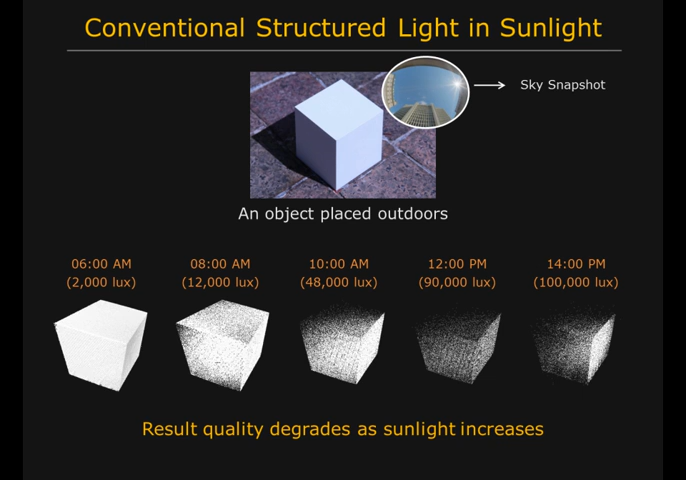 Conventional Structured Light in Sunlight
Sky Snapshot
An object placed outdoors
06:00 AM
(2,000 lux)
08:00 AM
(12,000 lux)
10:00 AM
(48,000 lux)
12:00 PM
(90,000 lux)
14:00 PM
(100,000 lux)
Result quality degrades as sunlight increases